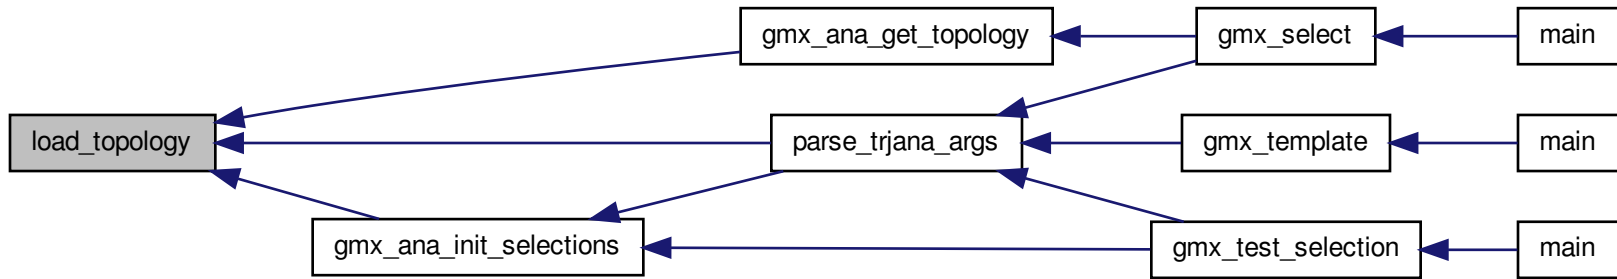 gmx_ana_get_topology
gmx_select
main
load_topology
parse_trjana_args
gmx_template
main
gmx_ana_init_selections
gmx_test_selection
main